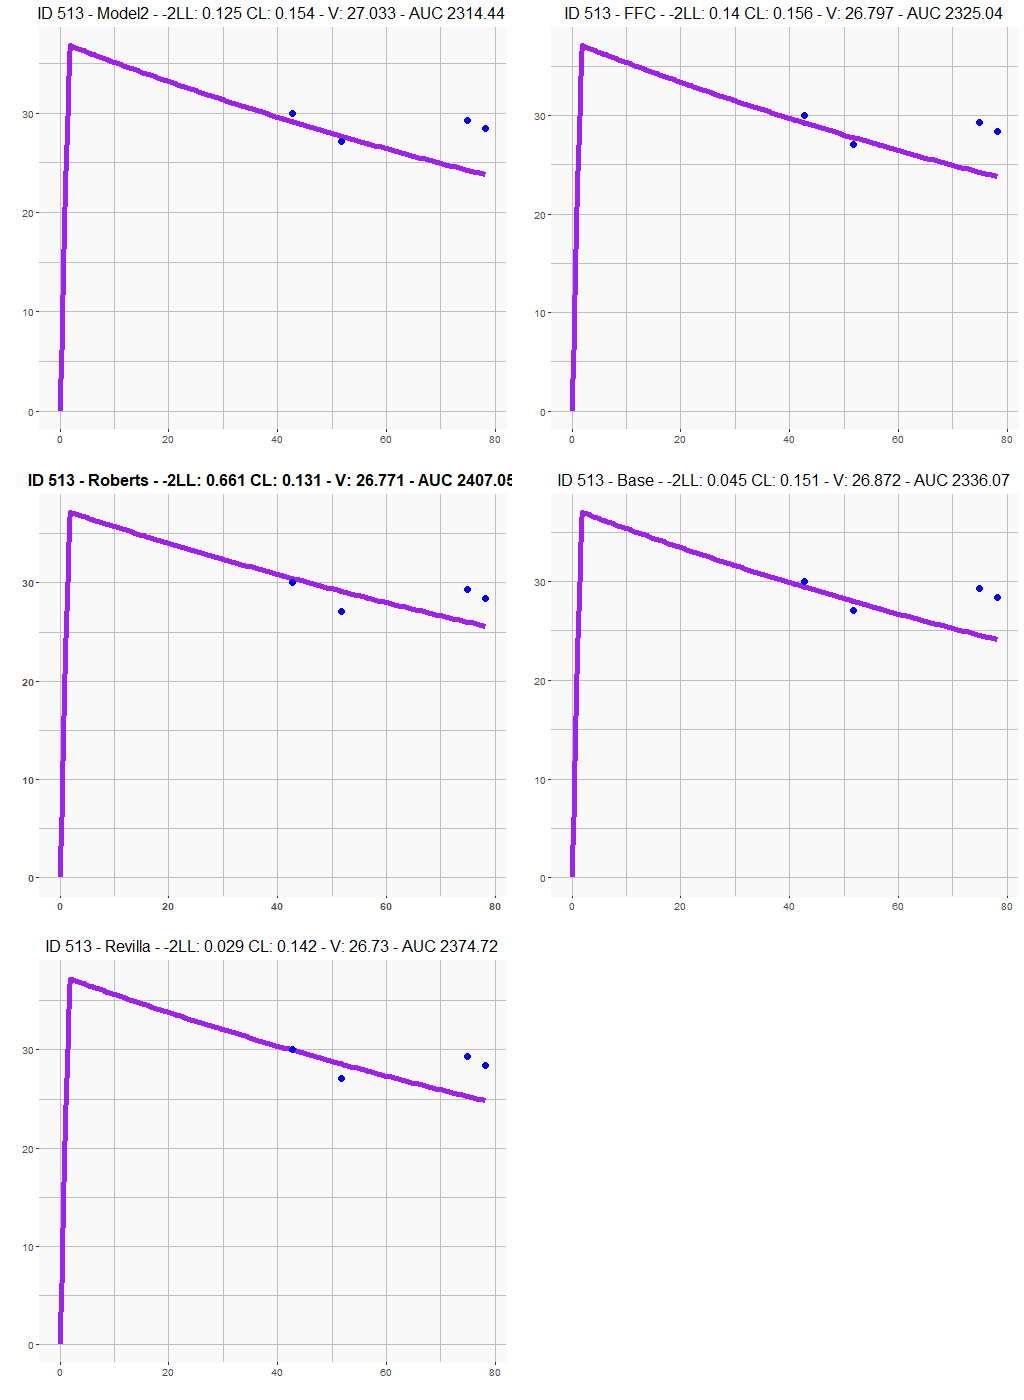 ID 513 - Model2 - -2LL: 0.125 CL: 0.154 - V: 27.033 - AUC 2314.44
30
20
10
0
0 20 40 60 80
ID 513 - FFC - -2LL: 0.14 CL: 0.156 - V: 26.797 - AUC 2325.04
30
20
10
0
0 20 40 60 80
ID 513 - Roberts - -2LL: 0.661 CL: 0.131 - V: 26.771 - AUC 2407.05
30
20
10
0
0 20 40 60 80
ID 513 - Base - -2LL: 0.045 CL: 0.151 - V: 26.872 - AUC 2336.07
30
20
10
0
0 20 40 60 80
ID 513 - Revilla - -2LL: 0.029 CL: 0.142 - V: 26.73 - AUC 2374.72
30
20
10
0
0 20 40 60 80